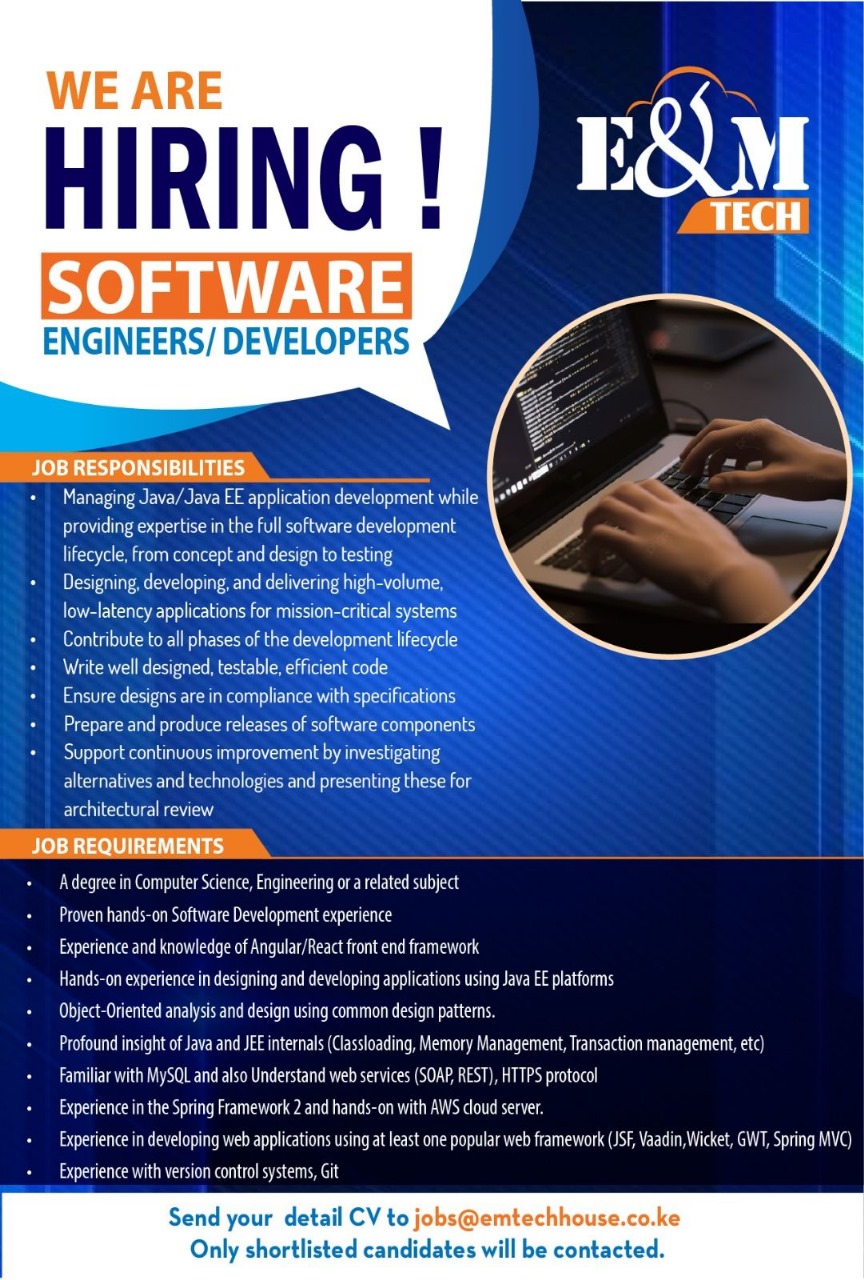 WE ARE
HIRING !
SOFTWARE
ENGINEERS/ DEVELOPERS
E&M
TECH
JOB RESPONSIBILITIES
• Managing Java/Java EE application development while
providing expertise in the full software development
lifecycle, from concept and design to testing
• Designing, developing, and delivering high-volume,
low-latency applications for mission-critical systems
• Contribute to all phases of the development lifecycle
• Write well designed, testable, efficient code
• Ensure designs are in compliance with specifications
• Prepare and produce releases of software components
• Support continuous improvement by investigating
alternatives and technologies and presenting these for
architectural review
JOB REQUIREMENTS
• A degree in Computer Science, Engineering or a related subject
• Proven hands-on Software Development experience
• Experience and knowledge of Angular/React front end framework
• Hands-on experience in designing and developing applications using Java EE platforms
• Object-Oriented analysis and design using common design patterns.
• Profound insight of Java and JEE internals (Classloading, Memory Management, Transaction management, etc)
• Familiar with MySQL and also Understand web services (SOAP, REST), HTTPS protocol
• Experience in the Spring Framework 2 and hands-on with AWS cloud server.
• Experience in developing web applications using at least one popular web framework (JSF, Vaadin,Wicket, GWT, Spring MVC)
• Experience with version control systems, Git
Send your detail CV to jobs@emtechhouse.co.ke
Only shortlisted candidates will be contacted.